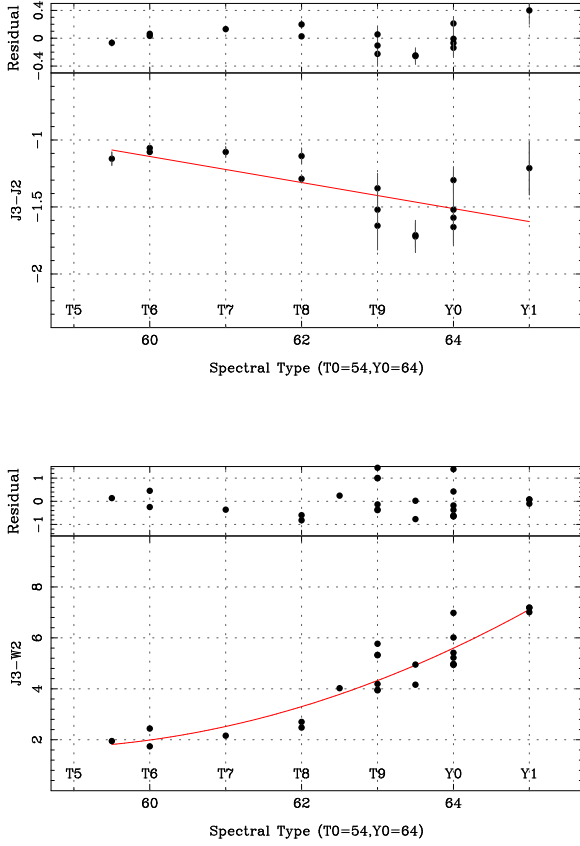 Residual
0.4
0
−0.4
J3−J2
−1
−1.5
−2
T5 T6 T7 T8 T9 Y0 Y1
60 62 64
Spectral Type (T0=54,Y0=64)
Residual
1
0
−1
J3−W2
8
6
4
2
T5 T6 T7 T8 T9 Y0 Y1
60 62 64
Spectral Type (T0=54,Y0=64)